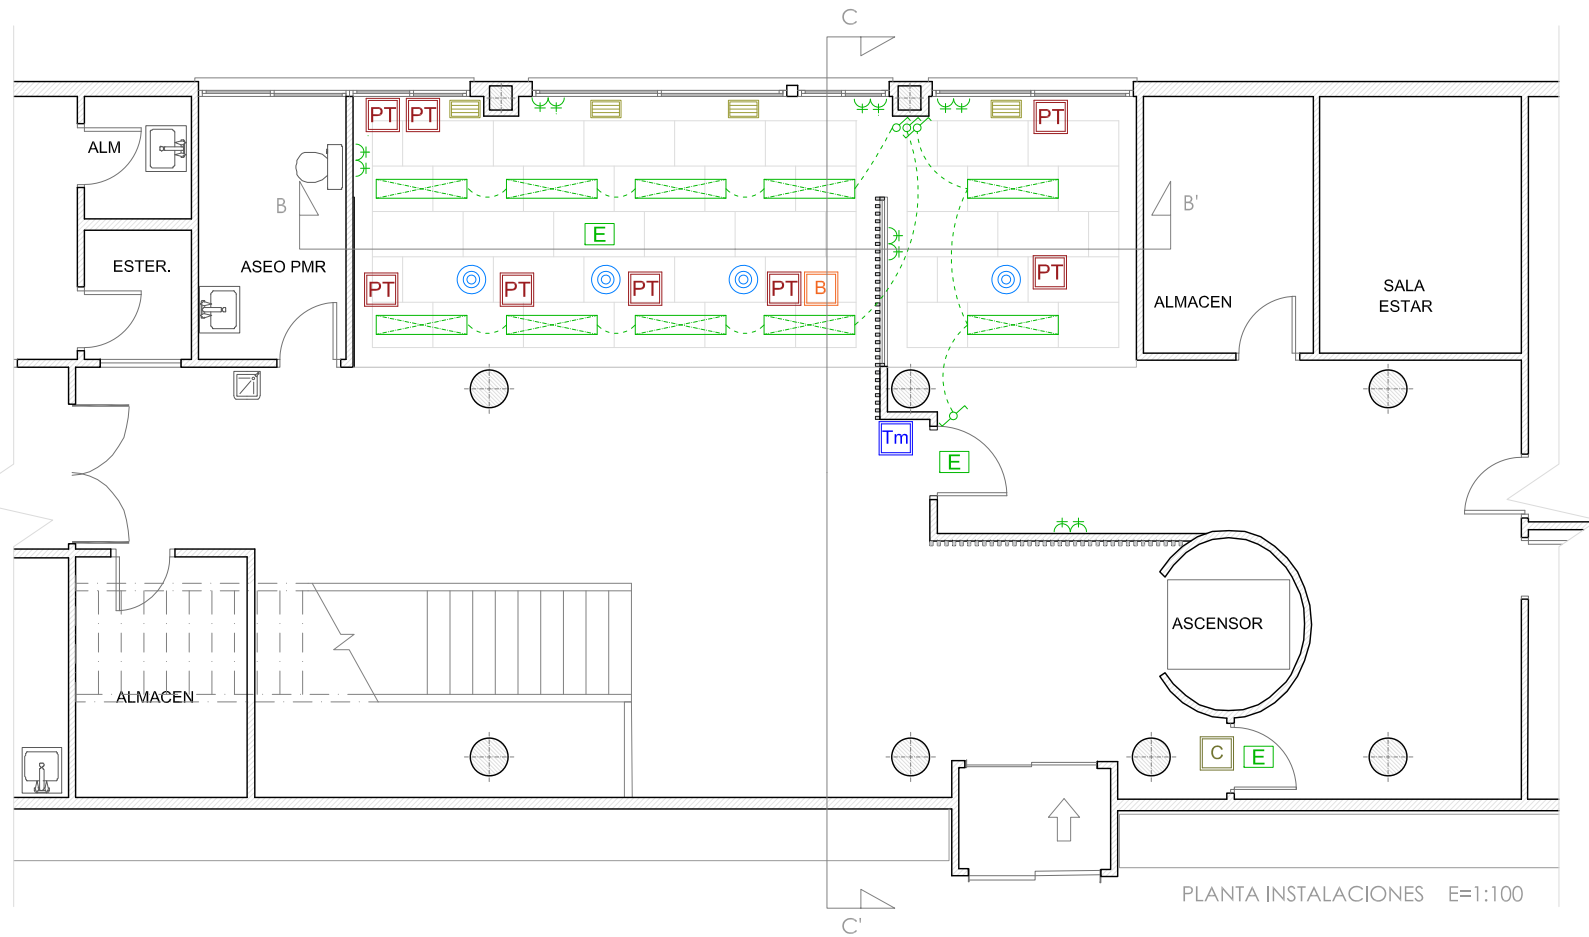 C
PT
PT
PT
ALM
B
B'
E
ESTER.
ASEO PMR
PT
PT
PT
PT
PT
B
PT
ALMACEN
SALA
ESTAR
Tm
E
ASCENSOR
ALMACEN
C
E
PLANTA INSTALACIONES E=1:100
C'